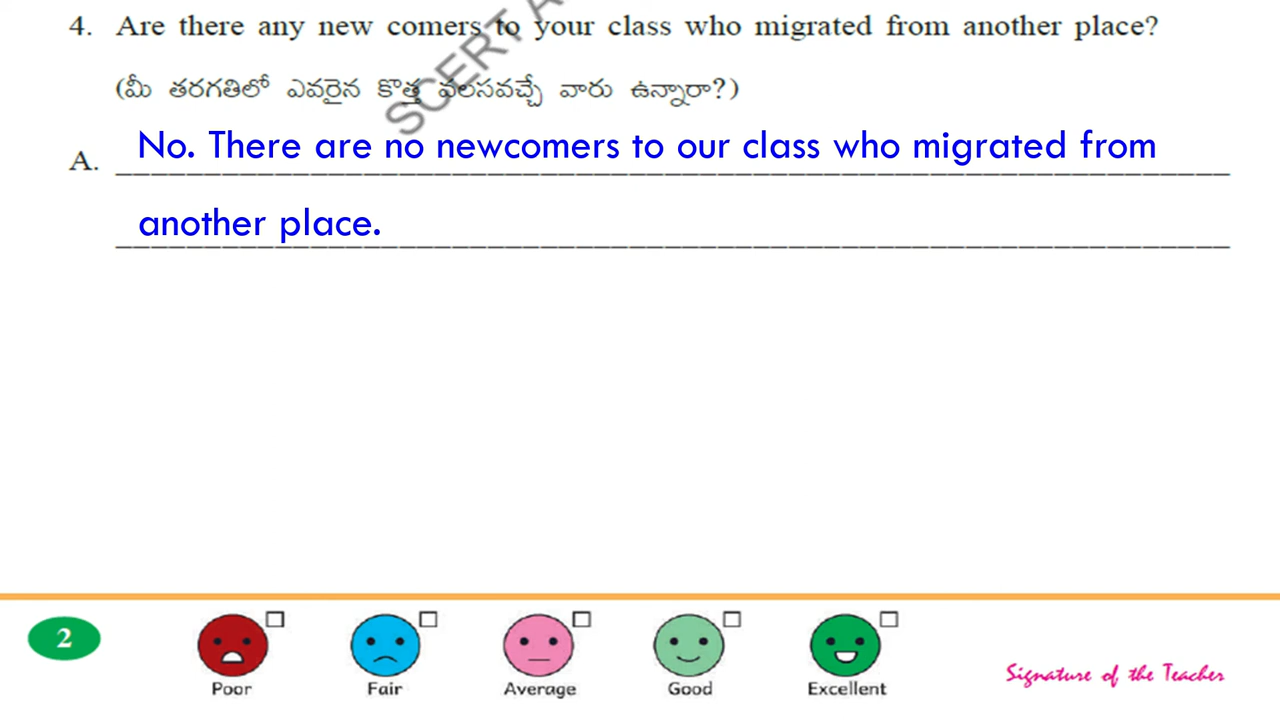 4. Are there any new comers to your class who migrated from another place?
(మీ తరగతిలో ఎవరైన కొత్త వలసవచ్చే వారు ఉన్నారా?)
SCERT A
A. No. There are no newcomers to our class who migrated from
another place.
2
Poor Fair Average Good Excellent
Signature of the Teacher